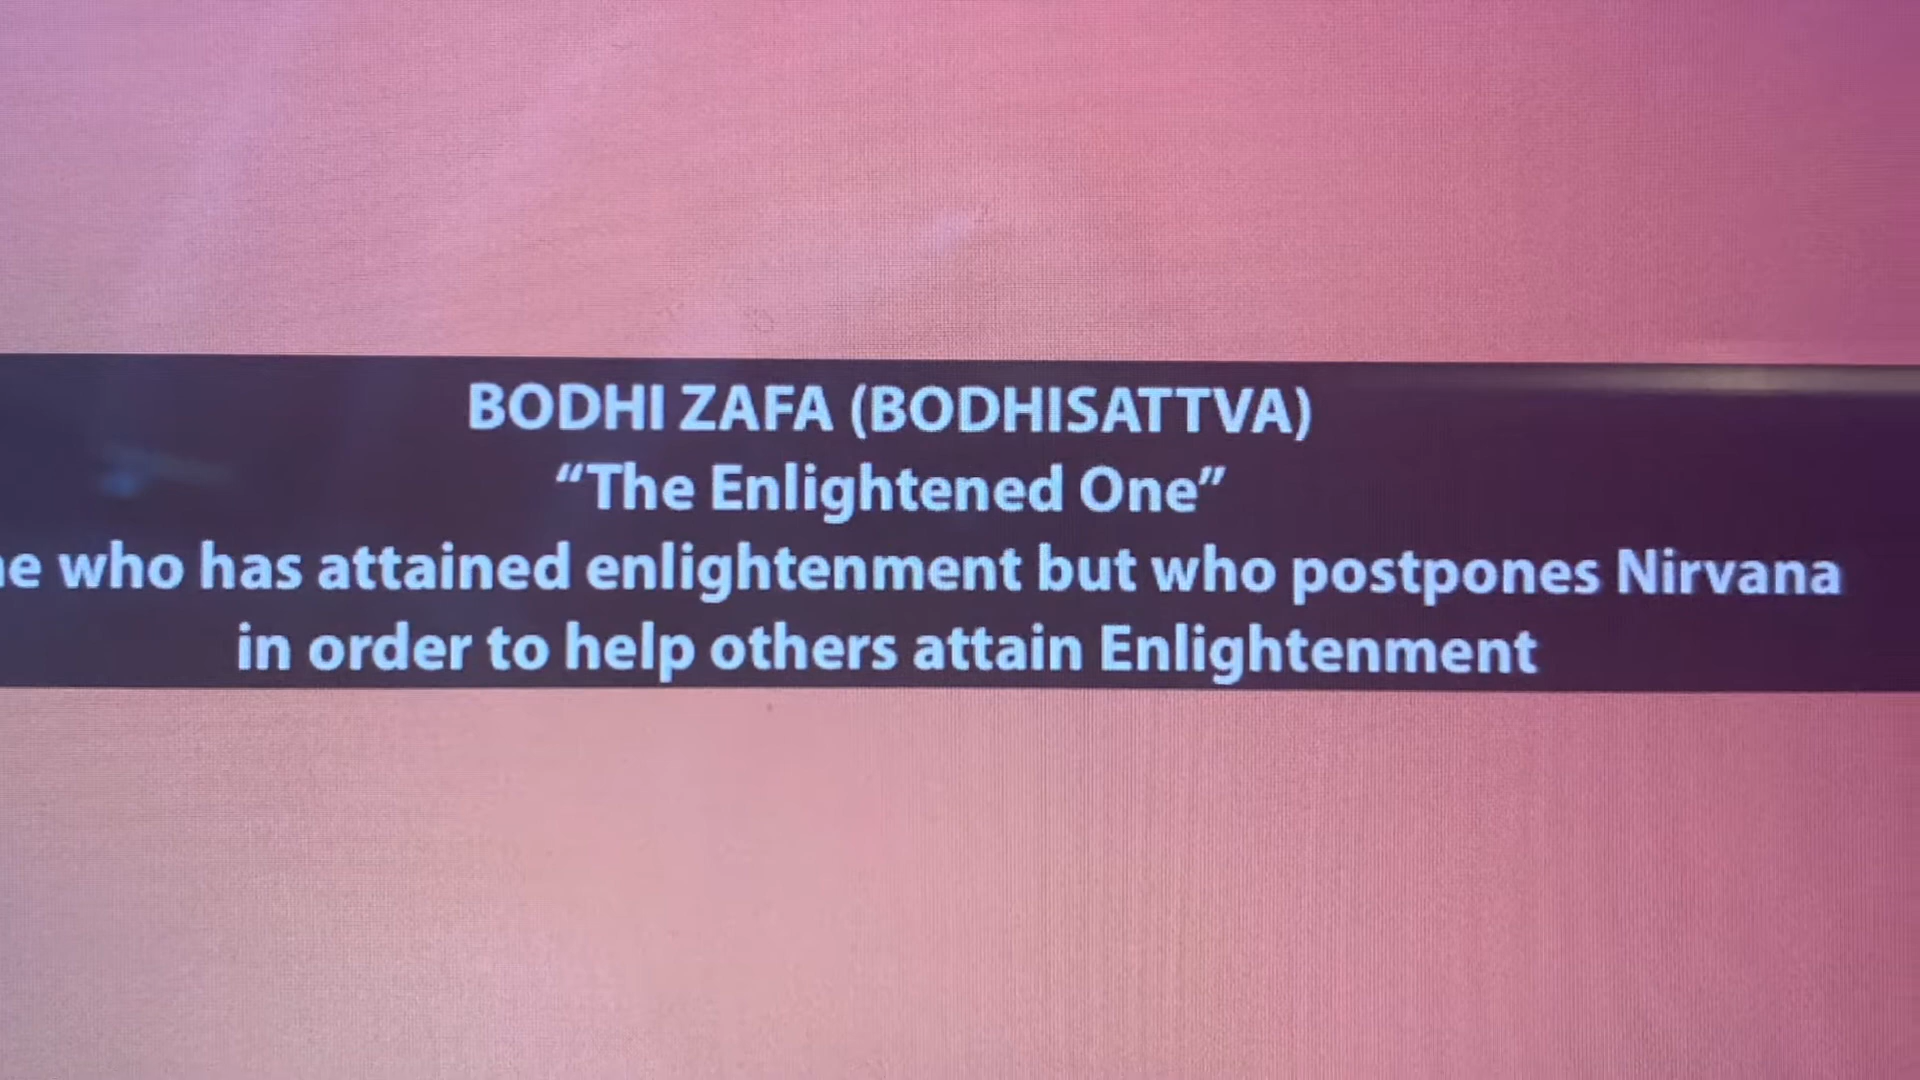 BODHI ZAFA (BODHISATTVA)
“The Enlightened One”
who has attained enlightenment but who postpones Nirvana
in order to help others attain Enlightenment